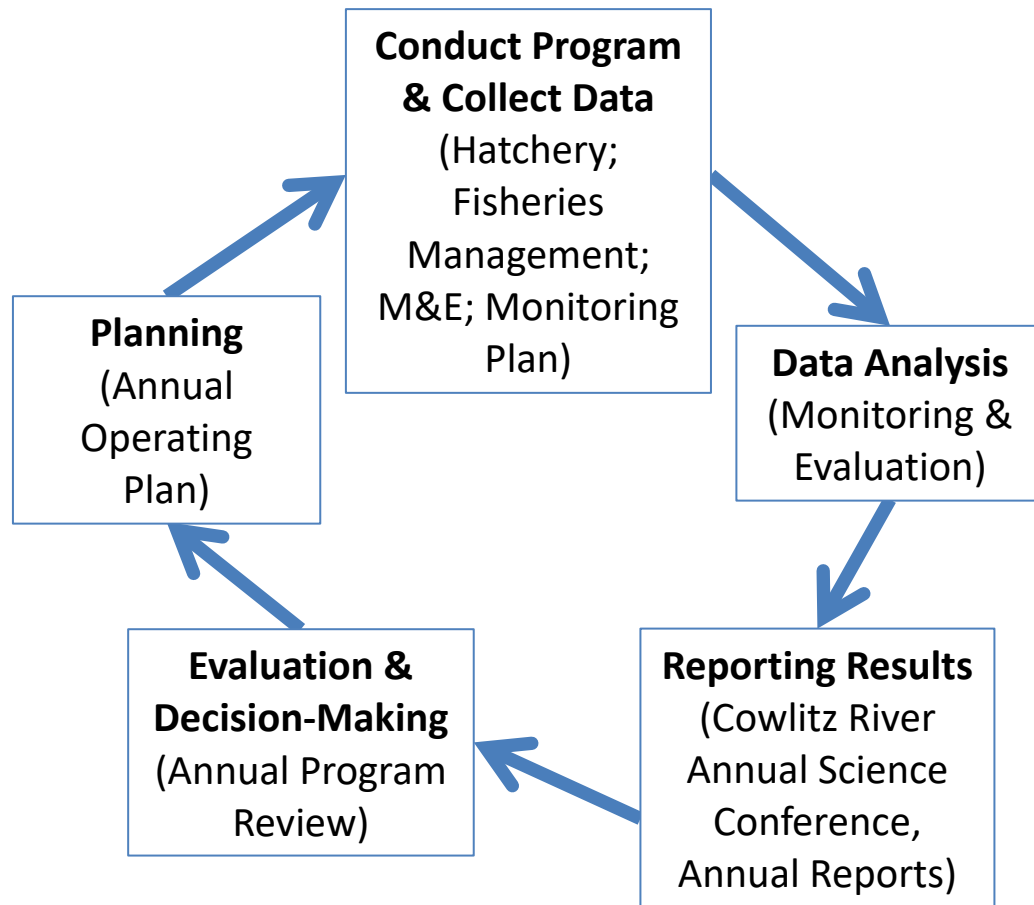 Conduct Program
& Collect Data
(Hatchery;
Fisheries
Management;
M&E; Monitoring
Plan)
Planning
(Annual
Operating
Plan)
Data Analysis
(Monitoring &
Evaluation)
Evaluation &
Decision-Making
(Annual Program
Review)
Reporting Results
(Cowlitz River
Annual Science
Conference,
Annual Reports)